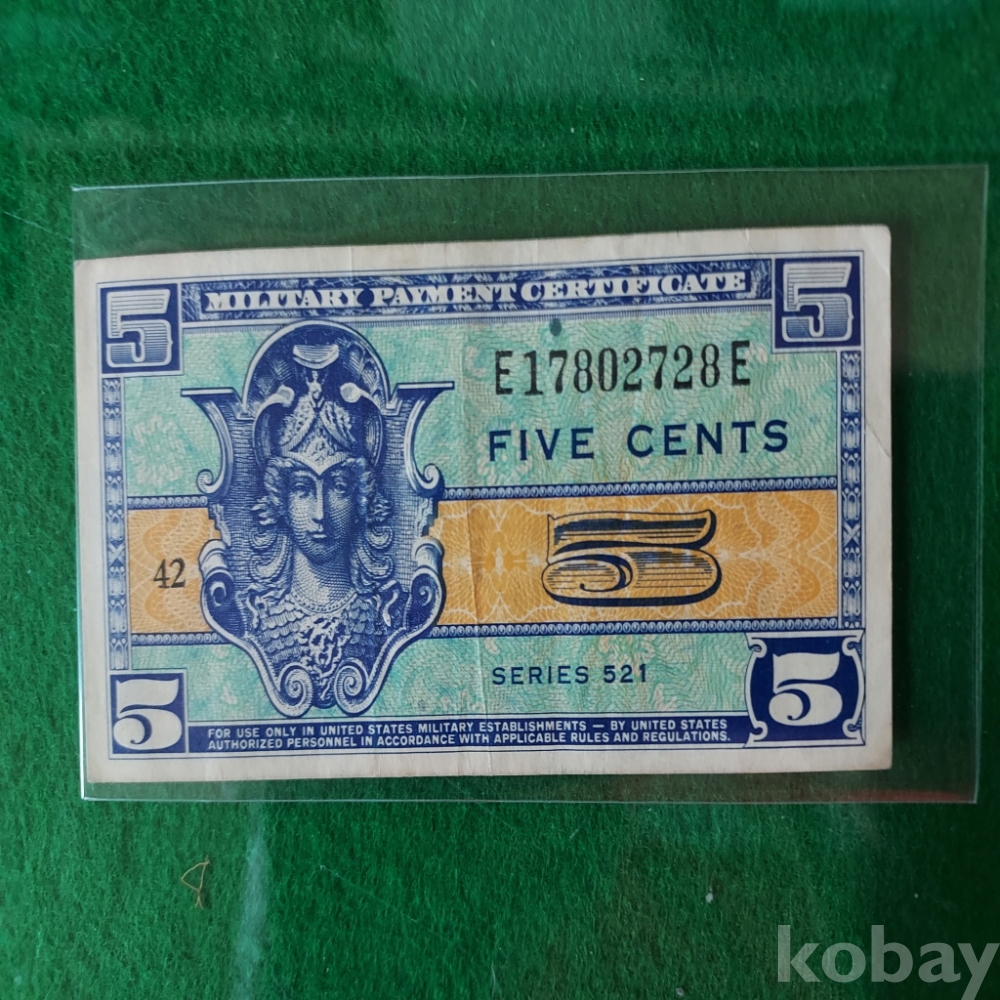 5 MILITARY PAYMENT CERTIFICATE 5
E17802728E
FIVE CENTS
42 5
SERIES 521
5 5
FOR USE ONLY IN UNITED STATES MILITARY ESTABLISHMENTS — BY UNITED STATES
AUTHORIZED PERSONNEL IN ACCORDANCE WITH APPLICABLE RULES AND REGULATIONS.
kobay